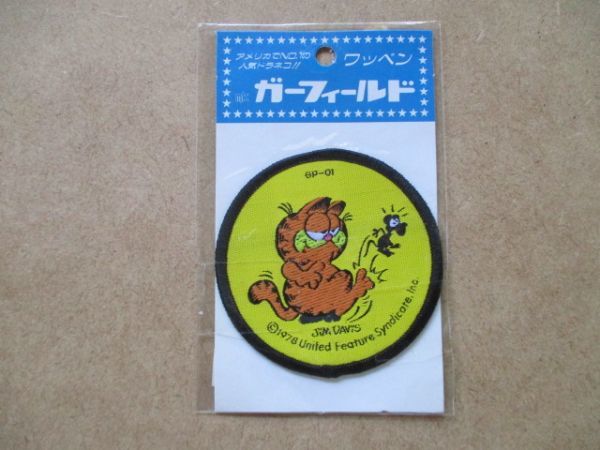 アメリカでNO.1の
人気ドラネコ!!
ワッペン
ガーフィールド
GP-01
JIM DAVIS
©1978 United Feature Syndicate, Inc.